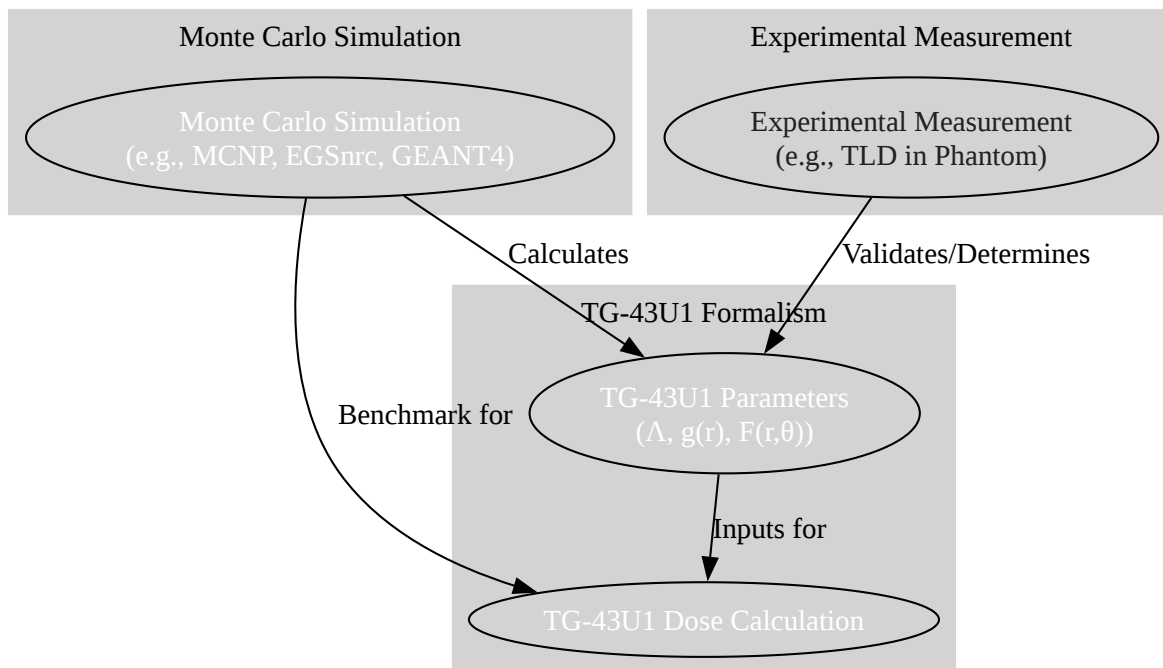 Monte Carlo Simulation
Experimental Measurement
Monte Carlo Simulation
(e.g., MCNP, EGSnrc, GEANT4)
Experimental Measurement
(e.g., TLD in Phantom)
Calculates
Validates/Determines
TG-43U1 Formalism
TG-43U1 Parameters
(Λ, g(r), F(r,θ))
Benchmark for
Inputs for
TG-43U1 Dose Calculation